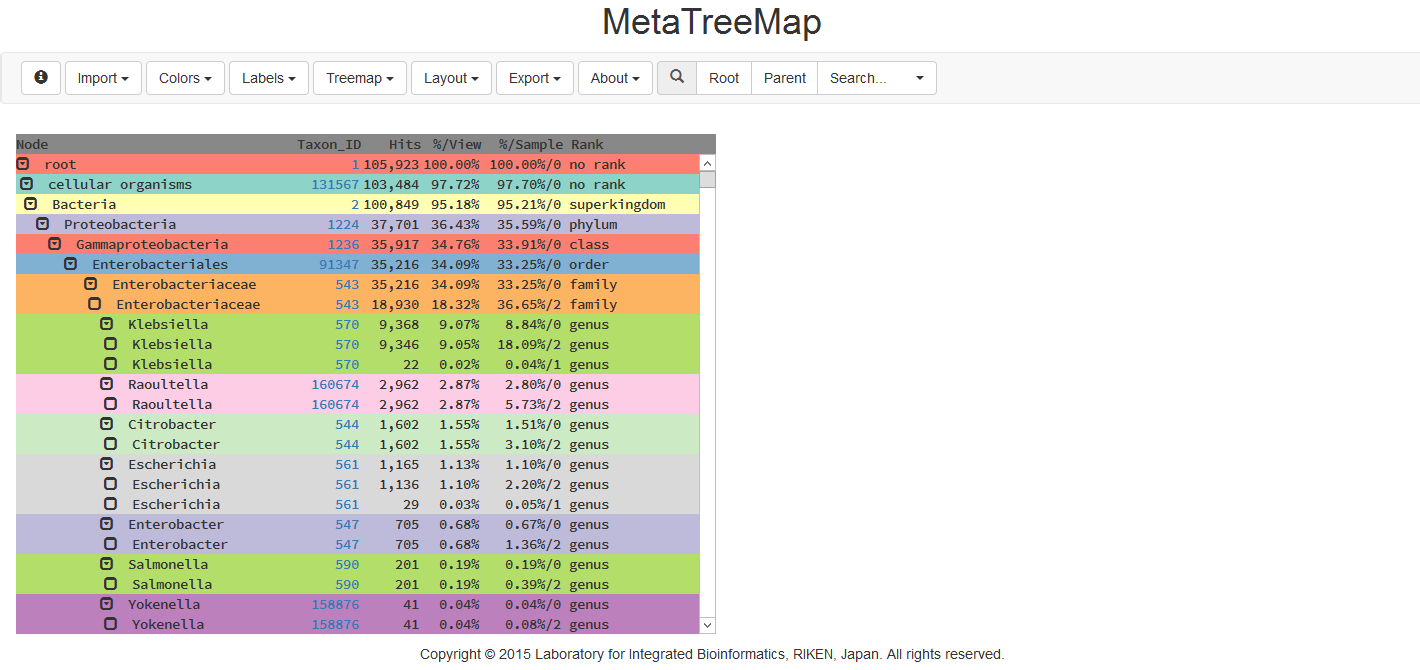 MetaTreeMap
Import Colors Labels Treemap Layout Export About Root Parent Search...
Node Taxon_ID Hits %/View %/Sample Rank
root 1 105,923 100.00% 100.00%/0 no rank
cellular organisms 131567 103,484 97.72% 97.70%/0 no rank
Bacteria 2 100,849 95.18% 95.21%/0 superkingdom
Proteobacteria 1224 37,701 36.43% 35.59%/0 phylum
Gammaproteobacteria 1236 35,917 34.76% 33.91%/0 class
Enterobacteriales 91347 35,216 34.09% 33.25%/0 order
Enterobacteriaceae 543 35,216 34.09% 33.25%/0 family
Enterobacteriaceae 543 18,930 18.32% 36.65%/2 family
Klebsiella 570 9,368 9.07% 8.84%/0 genus
Klebsiella 570 9,346 9.05% 18.09%/2 genus
Klebsiella 570 22 0.02% 0.04%/1 genus
Raoultella 160674 2,962 2.87% 2.80%/0 genus
Raoultella 160674 2,962 2.87% 5.73%/2 genus
Citrobacter 544 1,602 1.55% 1.51%/0 genus
Citrobacter 544 1,602 1.55% 3.10%/2 genus
Escherichia 561 1,165 1.13% 1.10%/0 genus
Escherichia 561 1,136 1.10% 2.20%/2 genus
Escherichia 561 29 0.03% 0.05%/1 genus
Enterobacter 547 705 0.68% 0.67%/0 genus
Enterobacter 547 705 0.68% 1.36%/2 genus
Salmonella 590 201 0.19% 0.19%/0 genus
Salmonella 590 201 0.19% 0.39%/2 genus
Yokenella 158876 41 0.04% 0.04%/0 genus
Yokenella 158876 41 0.04% 0.08%/2 genus
Copyright © 2015 Laboratory for Integrated Bioinformatics, RIKEN, Japan. All rights reserved.